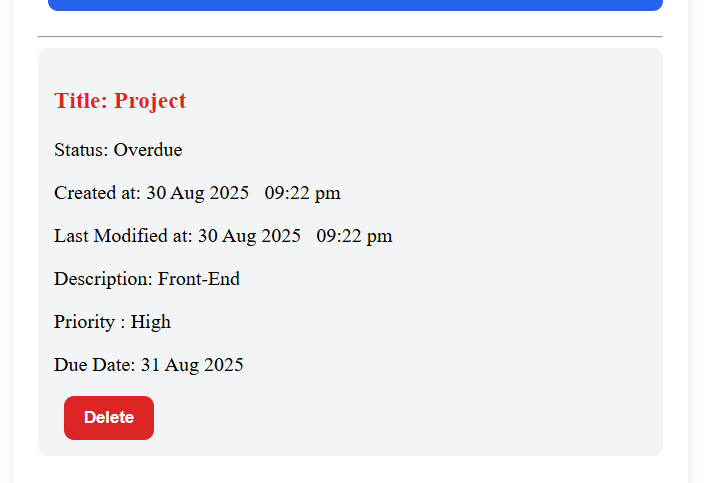 Title: Project
Status: Overdue
Created at: 30 Aug 2025   09:22 pm
Last Modified at: 30 Aug 2025   09:22 pm
Description: Front-End
Priority : High
Due Date: 31 Aug 2025
Delete